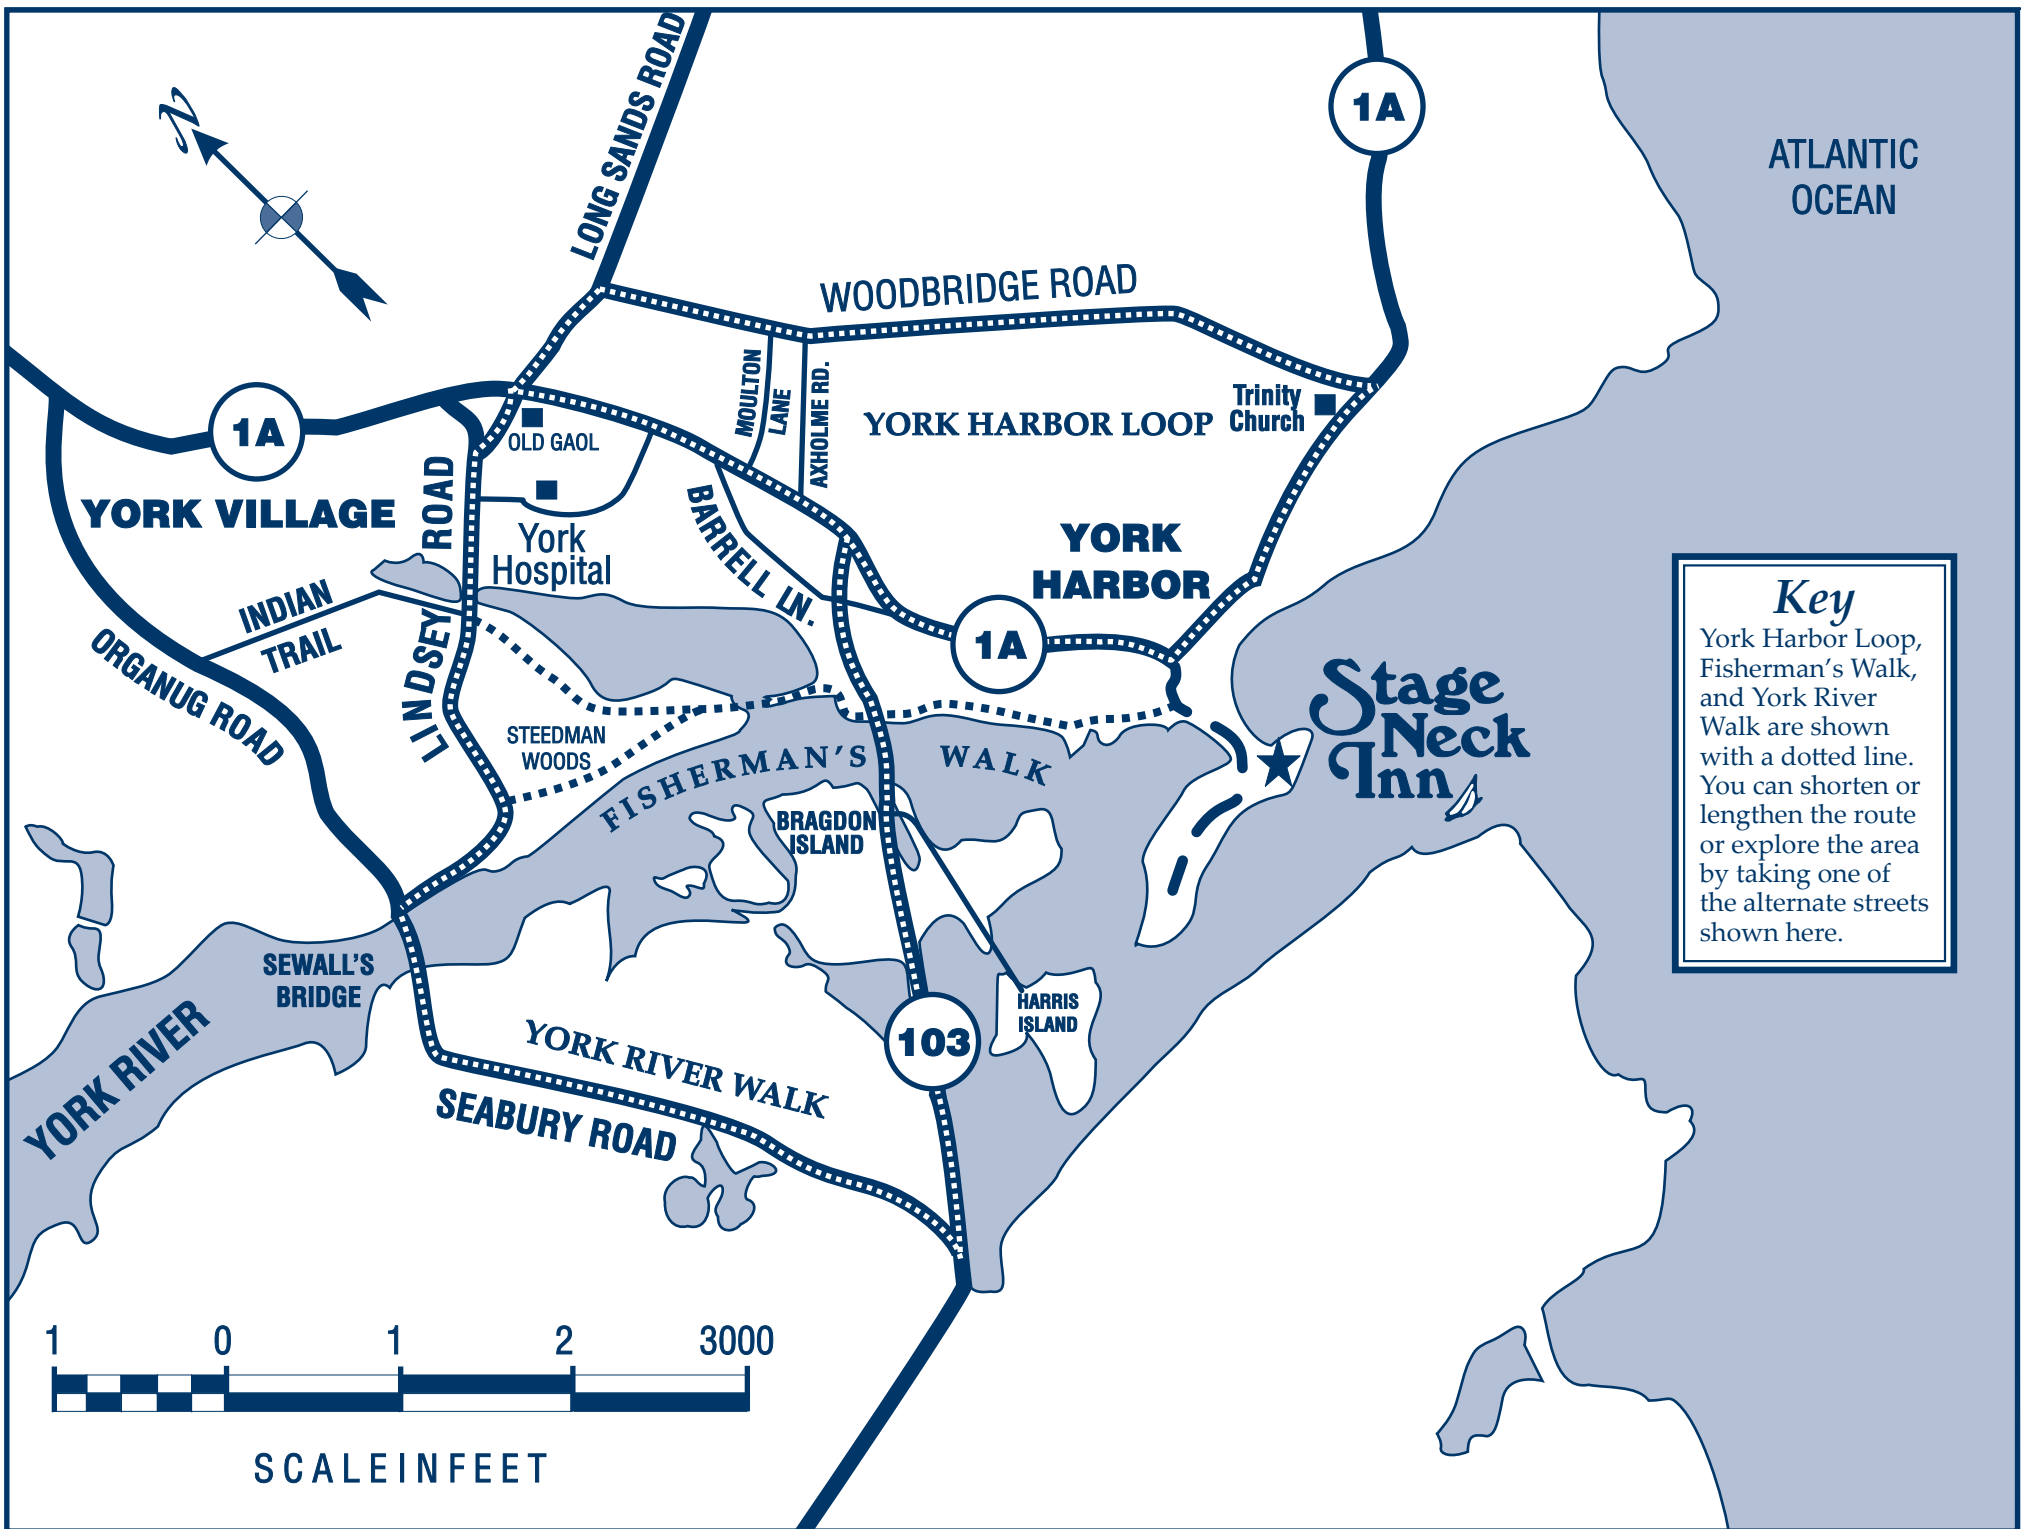 N
LONG SANDS ROAD
1A
ATLANTIC
OCEAN
WOODBRIDGE ROAD
MOULTON
LANE
AXHOLME RD.
YORK HARBOR LOOP
Trinity
Church
1A
OLD GAOL
YORK VILLAGE
LINDSEY ROAD
York
Hospital
BARRELL LN.
YORK
HARBOR
INDIAN
TRAIL
ORGANUG ROAD
1A
Stage
Neck
Inn
STEEDMAN
WOODS
FISHERMAN'S WALK
BRAGDON
ISLAND
SEWALL'S
BRIDGE
HARRIS
ISLAND
103
YORK RIVER
YORK RIVER WALK
SEABURY ROAD
Key
York Harbor Loop,
Fisherman's Walk,
and York River
Walk are shown
with a dotted line.
You can shorten or
lengthen the route
or explore the area
by taking one of
the alternate streets
shown here.
1 0 1 2 3000
SCALEINFEET